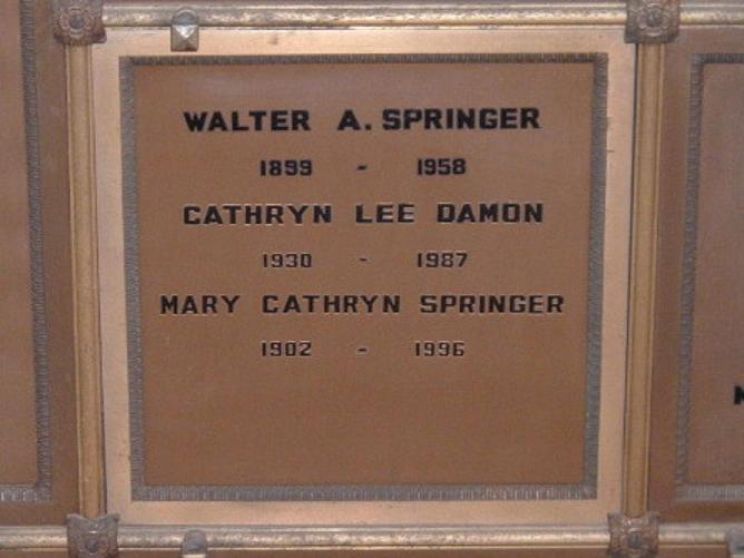 WALTER A. SPRINGER
1899 - 1958
CATHRYN LEE DAMON
1930 - 1987
MARY CATHRYN SPRINGER
1902 - 1996